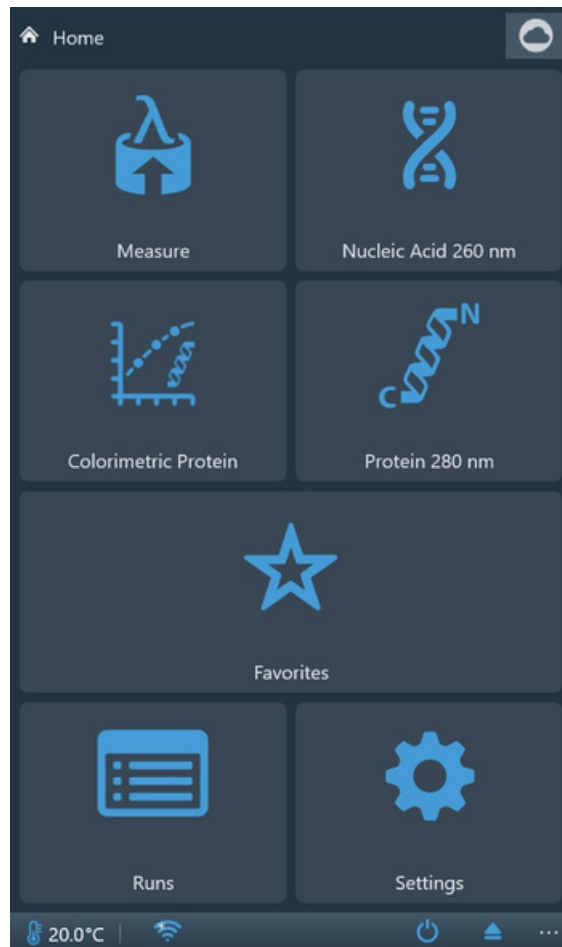 Home
λ
Measure
Nucleic Acid 260 nm
Colorimetric Protein
N
C
Protein 280 nm
Favorites
Runs
Settings
20.0°C